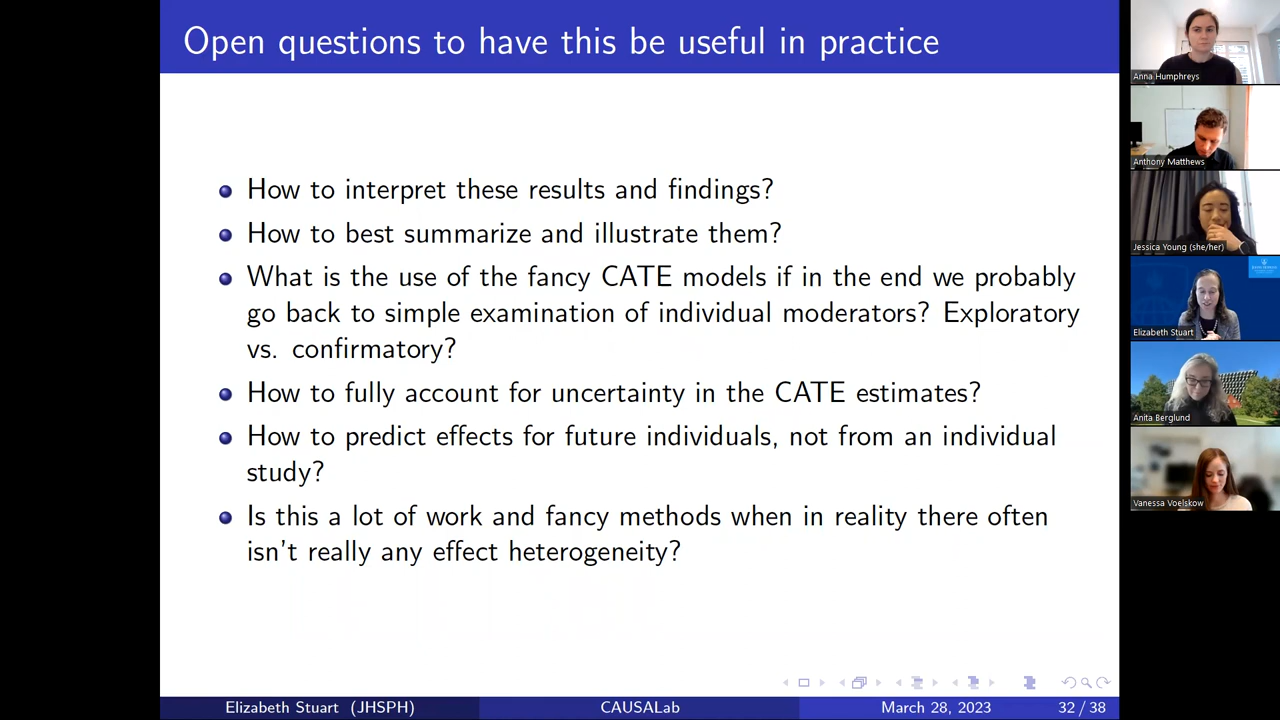 Open questions to have this be useful in practice
How to interpret these results and findings?
How to best summarize and illustrate them?
What is the use of the fancy CATE models if in the end we probably
go back to simple examination of individual moderators? Exploratory
vs. confirmatory?
How to fully account for uncertainty in the CATE estimates?
How to predict effects for future individuals, not from an individual
study?
Is this a lot of work and fancy methods when in reality there often
isn't really any effect heterogeneity?
Elizabeth Stuart (JHSPH)
CAUSALab
March 28, 2023
32 / 38
Anna Humphreys
Anthony Matthews
Jessica Young (she/her)
Elizabeth Stuart
Anita Berglund
Vanessa Voelskow